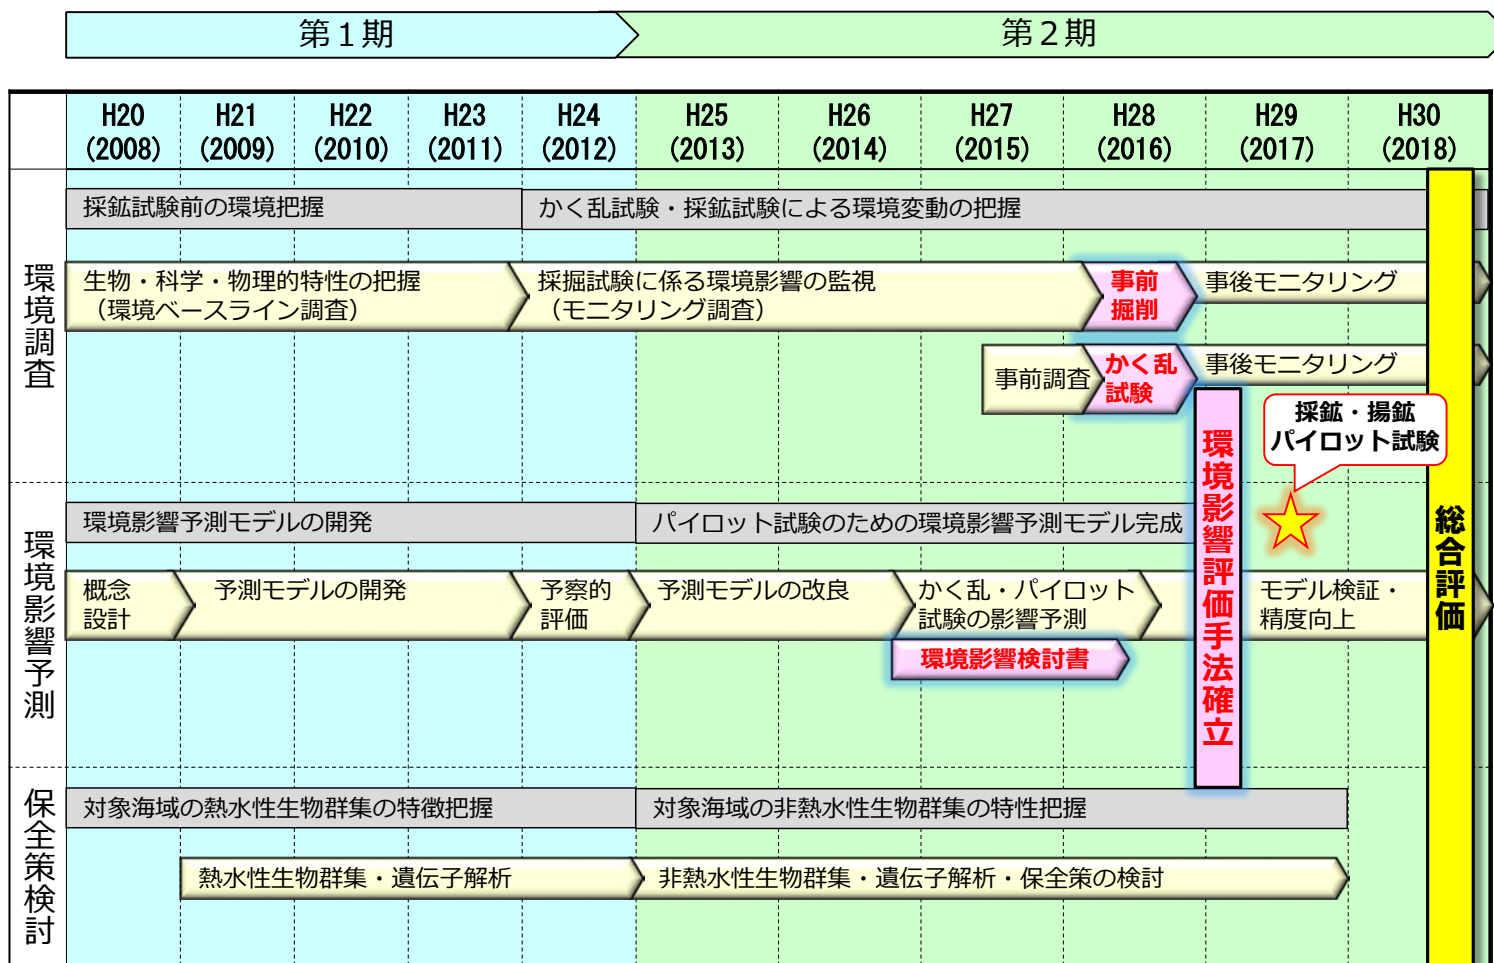 第１期
第２期
H20
(2008)
H21
(2009)
H22
(2010)
H23
(2011)
H24
(2012)
H25
(2013)
H26
(2014)
H27
(2015)
H28
(2016)
H29
(2017)
H30
(2018)
環境調査
採鉱試験前の環境把握
かく乱試験・採鉱試験による環境変動の把握
生物・科学・物理的特性の把握
（環境ベースライン調査）
採掘試験に係る環境影響の監視
（モニタリング調査）
事前
掘削
事後モニタリング
事前調査
かく乱
試験
事後モニタリング
採鉱・揚鉱
パイロット試験
環境影響評価手法確立
総合評価
環境影響予測
環境影響予測モデルの開発
パイロット試験のための環境影響予測モデル完成
概念
設計
予測モデルの開発
予察的
評価
予測モデルの改良
かく乱・パイロット
試験の影響予測
モデル検証・
精度向上
環境影響検討書
保全策検討
対象海域の熱水性生物群集の特徴把握
対象海域の非熱水性生物群集の特性把握
熱水性生物群集・遺伝子解析
非熱水性生物群集・遺伝子解析・保全策の検討